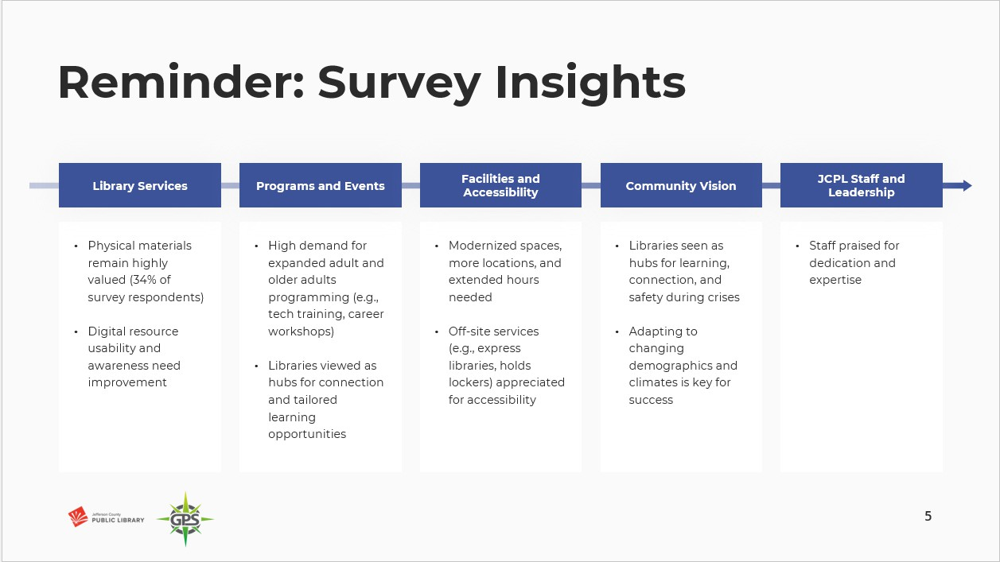 Reminder: Survey Insights
Library Services
Programs and Events
Facilities and
Accessibility
Community Vision
JCPL Staff and
Leadership
• Physical materials
remain highly
valued (34% of
survey respondents)
• Digital resource
usability and
awareness need
improvement
• High demand for
expanded adult and
older adults
programming (e.g.,
tech training, career
workshops)
• Libraries viewed as
hubs for connection
and tailored
learning
opportunities
• Modernized spaces,
more locations, and
extended hours
needed
• Off-site services
(e.g., express
libraries, holds
lockers) appreciated
for accessibility
• Libraries seen as
hubs for learning,
connection, and
safety during crises
• Adapting to
changing
demographics and
climates is key for
success
• Staff praised for
dedication and
expertise
Jefferson County
PUBLIC LIBRARY
GPS
5